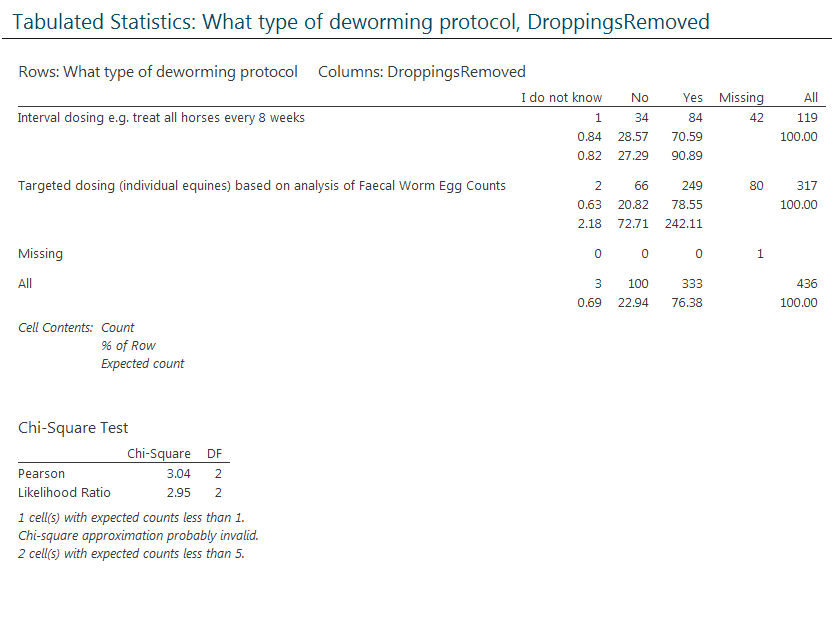 Tabulated Statistics: What type of deworming protocol, DroppingsRemoved
Rows: What type of deworming protocol Columns: DroppingsRemoved
I do not know No Yes Missing All
Interval dosing e.g. treat all horses every 8 weeks 1 34 84 42 119
0.84 28.57 70.59 100.00
0.82 27.29 90.89
Targeted dosing (individual equines) based on analysis of Faecal Worm Egg Counts 2 66 249 80 317
0.63 20.82 78.55 100.00
2.18 72.71 242.11
Missing 0 0 0 1
All 3 100 333 436
0.69 22.94 76.38 100.00
Cell Contents: Count
% of Row
Expected count
Chi-Square Test
Chi-Square DF
Pearson 3.04 2
Likelihood Ratio 2.95 2
1 cell(s) with expected counts less than 1.
Chi-square approximation probably invalid.
2 cell(s) with expected counts less than 5.